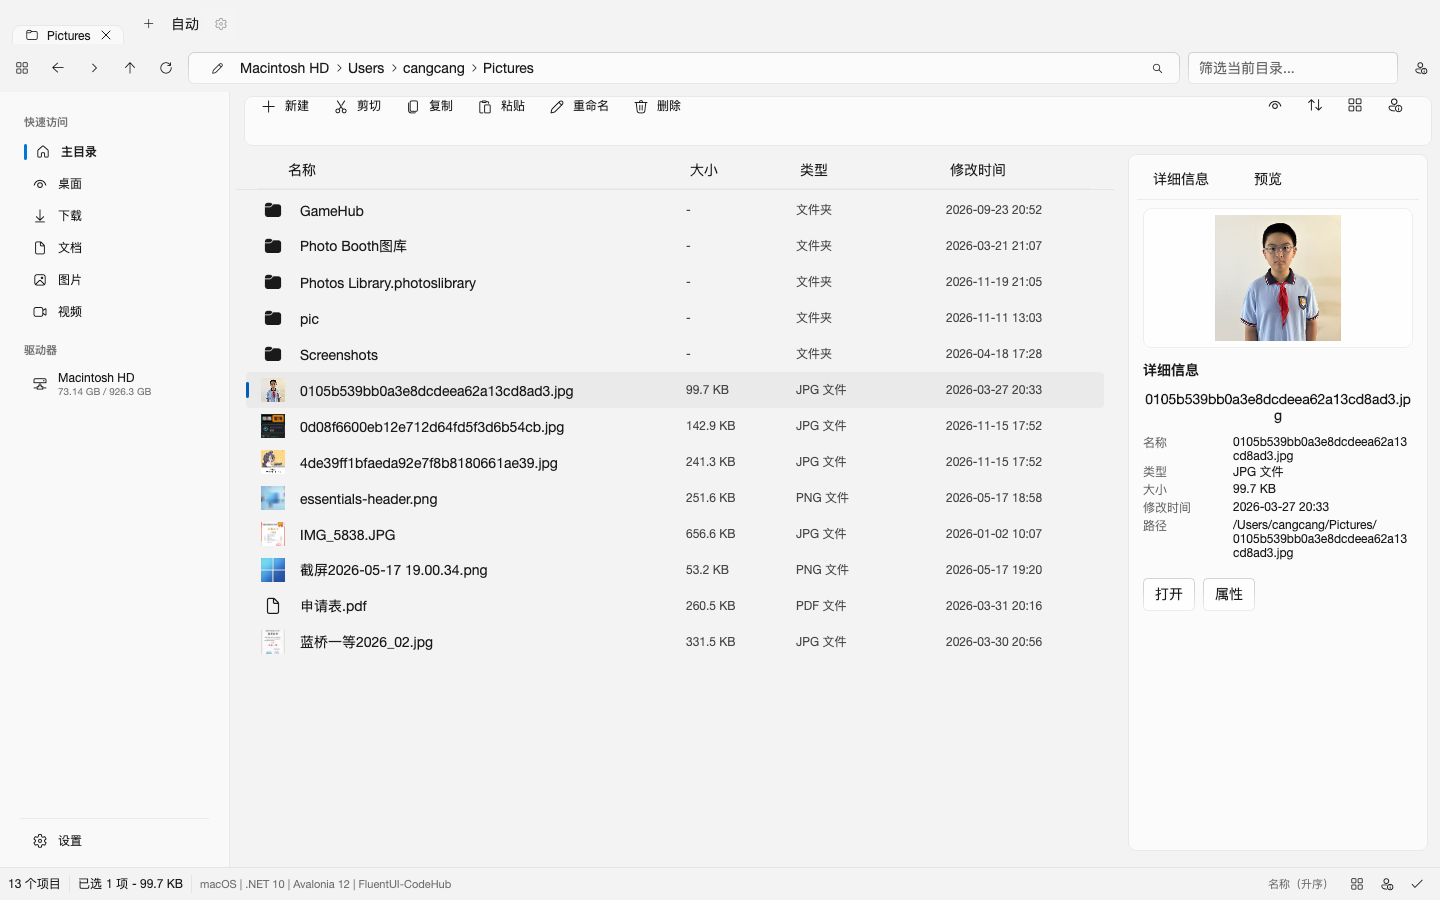 Pictures
自动
Macintosh HD > Users > cangcang > Pictures
筛选当前目录...
快速访问
主目录
桌面
下载
文档
图片
视频
驱动器
Macintosh HD
73.14 GB / 926.3 GB
设置
新建 剪切 复制 粘贴 重命名 删除
名称 大小 类型 修改时间
GameHub - 文件夹 2026-09-23 20:52
Photo Booth图库 - 文件夹 2026-03-21 21:07
Photos Library.photoslibrary - 文件夹 2026-11-19 21:05
pic - 文件夹 2026-11-11 13:03
Screenshots - 文件夹 2026-04-18 17:28
0105b539bb0a3e8dcdeea62a13cd8ad3.jpg 99.7 KB JPG 文件 2026-03-27 20:33
0d08f6600eb12e712d64fd5f3d6b54cb.jpg 142.9 KB JPG 文件 2026-11-15 17:52
4de39ff1bfaeda92e7f8b8180661ae39.jpg 241.3 KB JPG 文件 2026-11-15 17:52
essentials-header.png 251.6 KB PNG 文件 2026-05-17 18:58
IMG_5838.JPG 656.6 KB JPG 文件 2026-01-02 10:07
截屏2026-05-17 19.00.34.png 53.2 KB PNG 文件 2026-05-17 19:20
申请表.pdf 260.5 KB PDF 文件 2026-03-31 20:16
蓝桥一等2026_02.jpg 331.5 KB JPG 文件 2026-03-30 20:56
详细信息 预览
详细信息
0105b539bb0a3e8dcdeea62a13cd8ad3.jp
g
名称 0105b539bb0a3e8dcdeea62a13
cd8ad3.jpg
类型 JPG 文件
大小 99.7 KB
修改时间 2026-03-27 20:33
路径 /Users/cangcang/Pictures/
0105b539bb0a3e8dcdeea62a13
cd8ad3.jpg
打开 属性
13 个项目 已选 1 项 - 99.7 KB macOS | .NET 10 | Avalonia 12 | FluentUI-CodeHub 名称（升序）